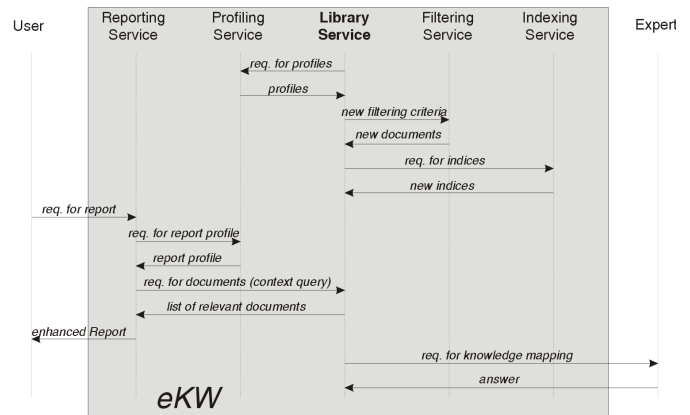 User
Reporting
Service
Profiling
Service
Library
Service
Filtering
Service
Indexing
Service
Expert
req. for profiles
profiles
new filtering criteria
new documents
req. for indices
new indices
req. for report
req. for report profile
report profile
req. for documents (context query)
list of relevant documents
enhanced Report
req. for knowledge mapping
answer
eKW